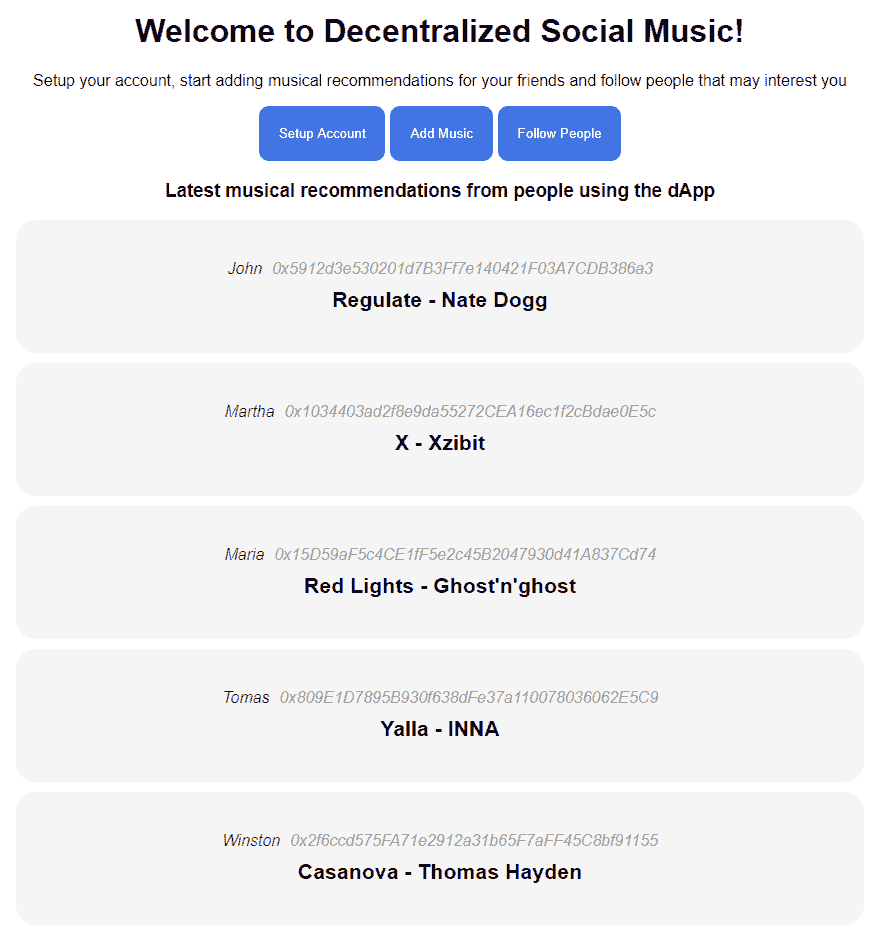 Welcome to Decentralized Social Music!
Setup your account, start adding musical recommendations for your friends and follow people that may interest you
Setup Account Add Music Follow People
Latest musical recommendations from people using the dApp
John 0x5912d3e530201d7B3Ff7e140421F03A7CDB386a3
Regulate - Nate Dogg
Martha 0x1034403ad2f8e9da55272CEA16ec1f2cBdae0E5c
X - Xzibit
Maria 0x15D59aF5c4CE1fF5e2c45B2047930d41A837Cd74
Red Lights - Ghost'n'ghost
Tomas 0x809E1D7895B930f638dFe37a110078036062E5C9
Yalla - INNA
Winston 0x2f6ccd575FA71e2912a31b65F7aFF45C8bf91155
Casanova - Thomas Hayden